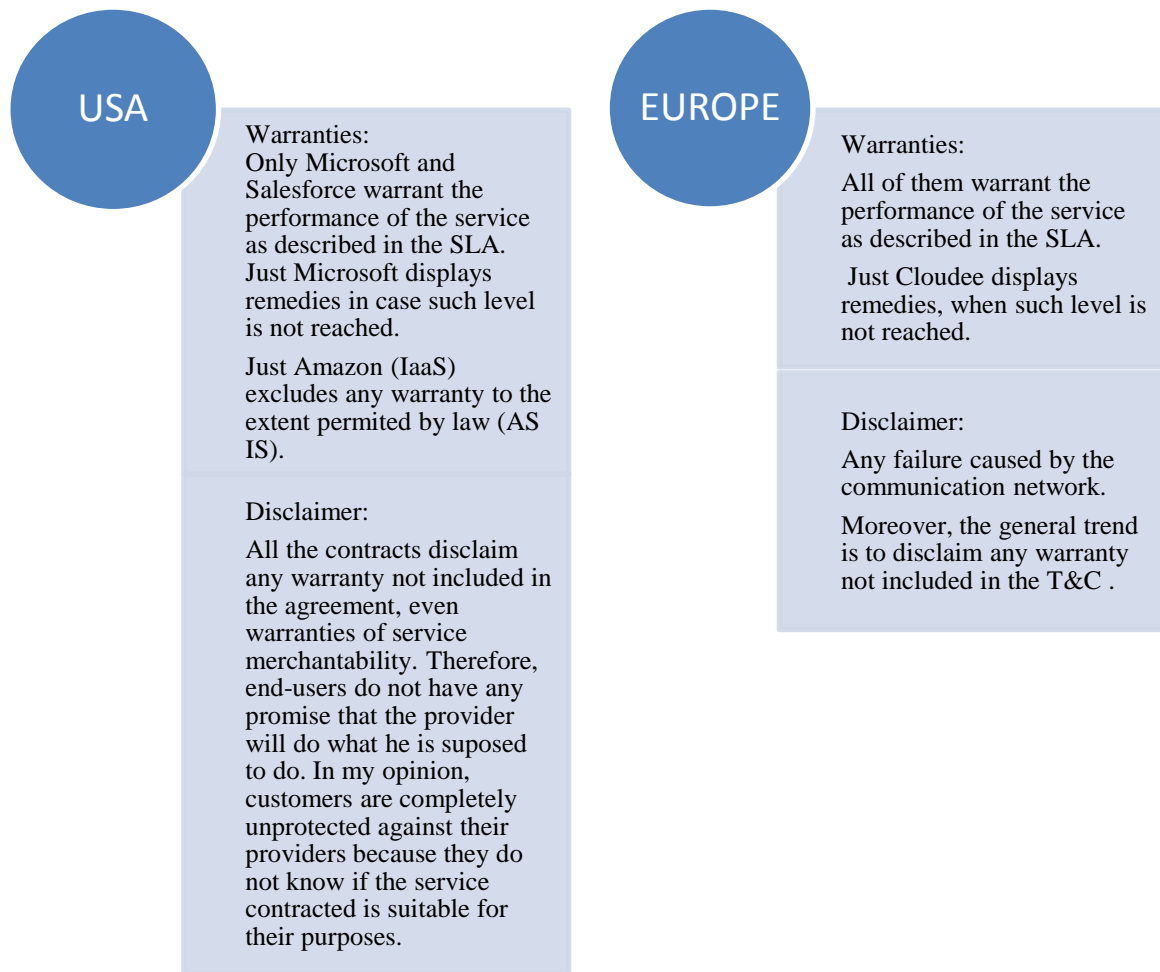 USA
Warranties:
Only Microsoft and
Salesforce warrant the
performance of the service
as described in the SLA.
Just Microsoft displays
remedies in case such level
is not reached.
Just Amazon (IaaS)
excludes any warranty to the
extent permited by law (AS
IS).
Disclaimer:
All the contracts disclaim
any warranty not included in
the agreement, even
warranties of service
merchantability. Therefore,
end-users do not have any
promise that the provider
will do what he is suposed
to do. In my opinion,
customers are completely
unprotected against their
providers because they do
not know if the service
contracted is suitable for
their purposes.
EUROPE
Warranties:
All of them warrant the
performance of the service
as described in the SLA.
Just Cloudee displays
remedies, when such level is
not reached.
Disclaimer:
Any failure caused by the
communication network.
Moreover, the general trend
is to disclaim any warranty
not included in the T&C .